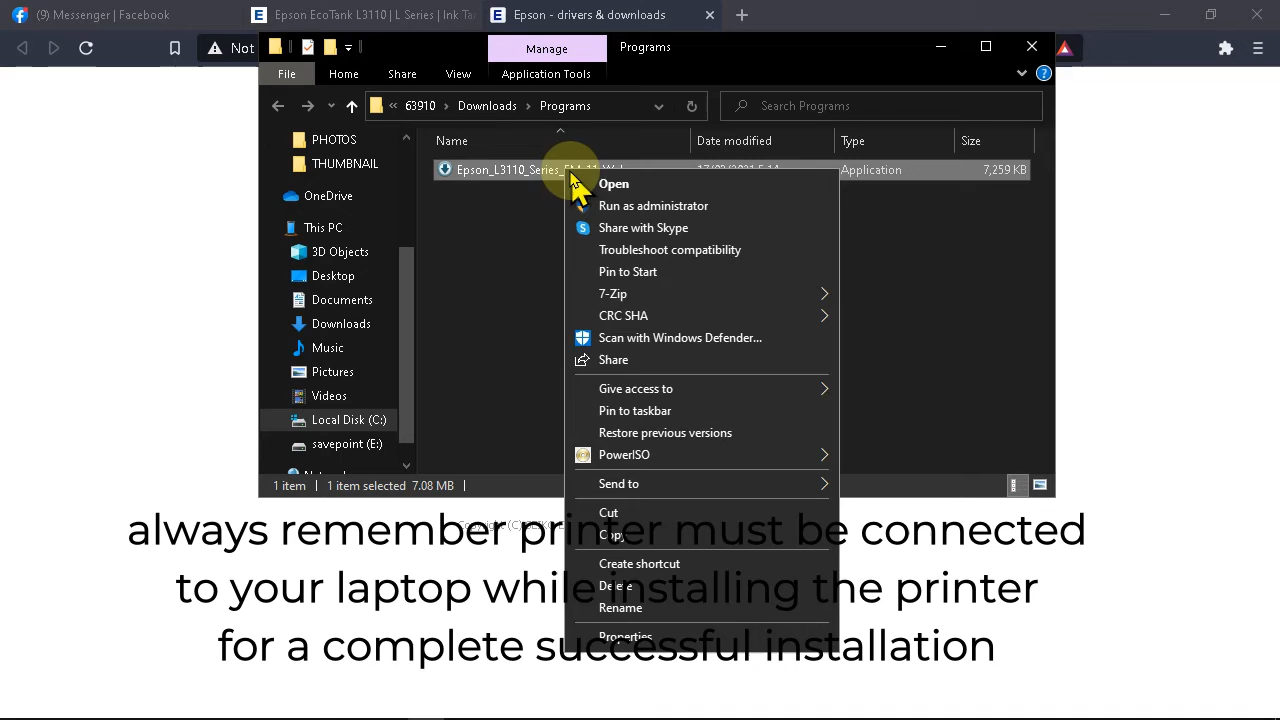 (9) Messenger | Facebook
Epson EcoTank L3110 | L Series | Ink Tan
Epson - drivers & downloads
Not
Manage
Programs
File
Home
Share
View
Application Tools
63910
Downloads
Programs
Search Programs
Name
Date modified
Type
Size
PHOTOS
THUMBNAIL
OneDrive
This PC
3D Objects
Desktop
Documents
Downloads
Music
Pictures
Videos
Local Disk (C:)
savepoint (E:)
Application
7,259 KB
Open
Run as administrator
Share with Skype
Troubleshoot compatibility
Pin to Start
7-Zip
CRC SHA
Scan with Windows Defender...
Share
Give access to
Pin to taskbar
Restore previous versions
PowerISO
Send to
Cut
Copy
Create shortcut
Delete
Rename
Properties
1 item
1 item selected 7.08 MB
always remember printer must be connected
to your laptop while installing the printer
for a complete successful installation